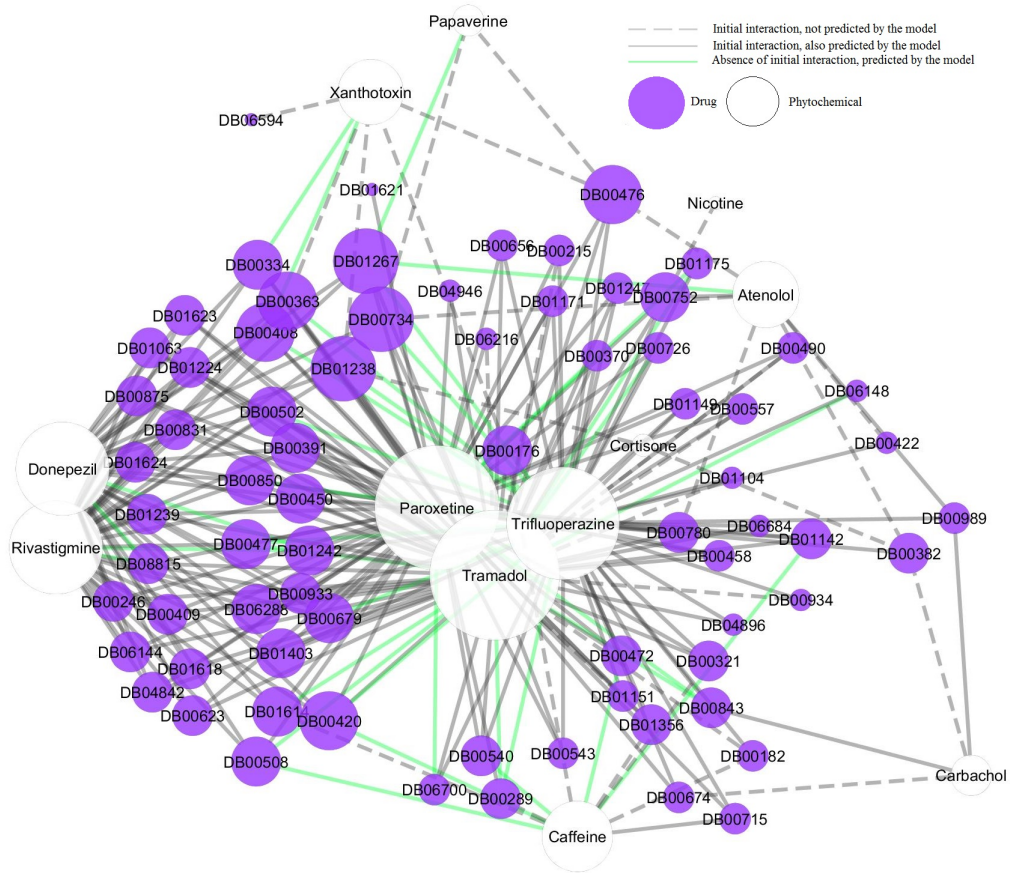 Papaverine
Initial interaction, not predicted by the model
Initial interaction, also predicted by the model
Absence of initial interaction, predicted by the model
Drug
Phytochemical
Xanthotoxin
DB06594
DB01621
DB00476
Nicotine
DB00656
DB00215
DB01175
DB00334
DB01267
DB04946
DB01247
DB00752
Atenolol
DB00363
DB01171
DB01623
DB00734
DB00408
DB06216
DB01063
DB00370
DB00726
DB00490
DB01224
DB01238
DB00875
DB06148
DB00502
DB01149
DB00557
DB00831
DB00391
DB00176
Cortisone
DB00422
Donepezil
DB01624
DB00850
DB01104
DB00450
Paroxetine
DB01239
Trifluoperazine
DB00780
DB06684
DB00989
Rivastigmine
DB00477
DB01242
DB01142
DB08815
DB00458
DB00382
Tramadol
DB00933
DB00246
DB00409
DB06288
DB00679
DB00934
DB04896
DB06144
DB01403
DB00472
DB00321
DB01618
DB04842
DB01151
DB00623
DB01614
DB00420
DB01356
DB00843
DB00508
DB00540
DB00543
DB00182
Carbachol
DB06700
DB00289
DB00674
DB00715
Caffeine